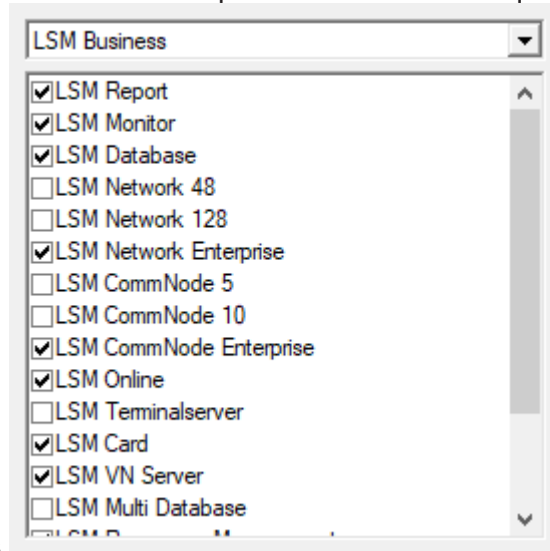 LSM Business
LSM Report
LSM Monitor
LSM Database
LSM Network 48
LSM Network 128
LSM Network Enterprise
LSM CommNode 5
LSM CommNode 10
LSM CommNode Enterprise
LSM Online
LSM Terminalserver
LSM Card
LSM VN Server
LSM Multi Database